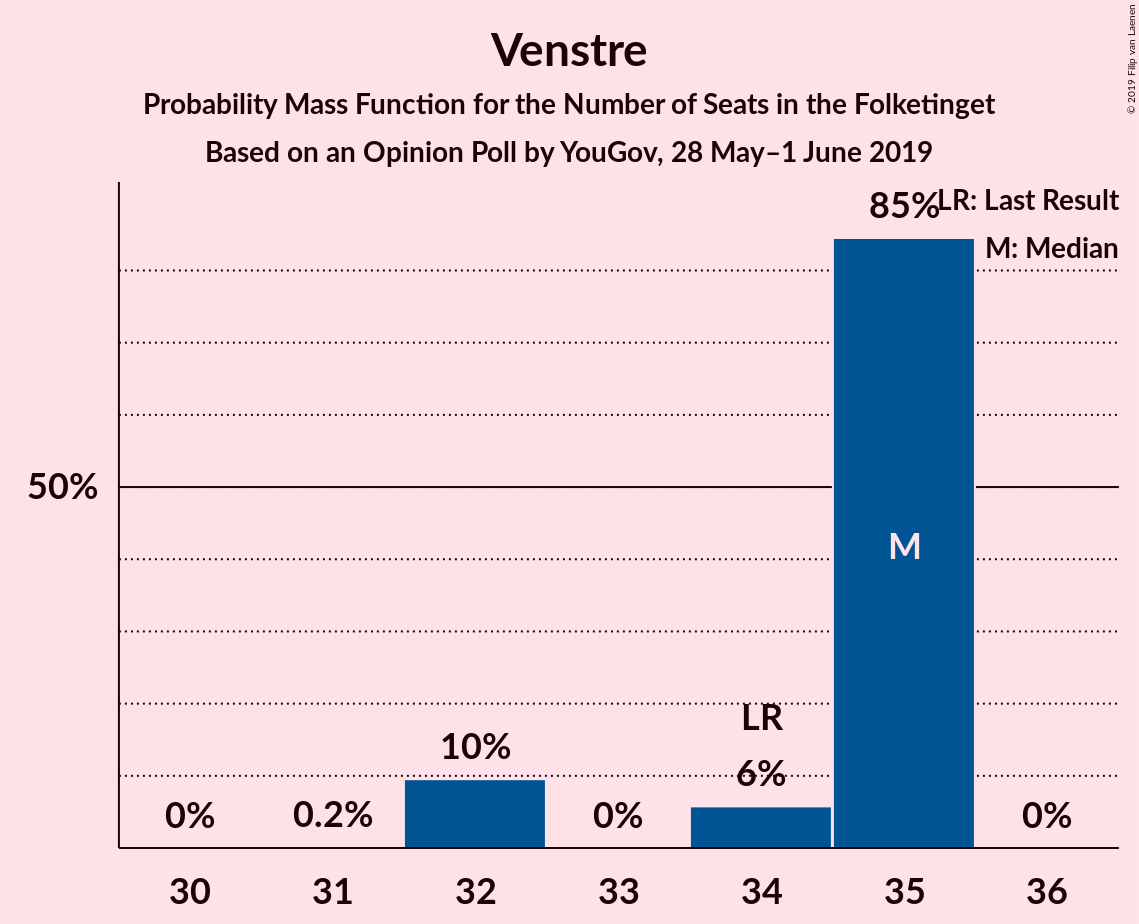 Venstre
Probability Mass Function for the Number of Seats in the Folketinget
Based on an Opinion Poll by YouGov, 28 May–1 June 2019
© 2019 Filip van Laenen
LR: Last Result
M: Median
50%
0%
0.2%
10%
0%
LR
6%
85%
M
0%
30 31 32 33 34 35 36